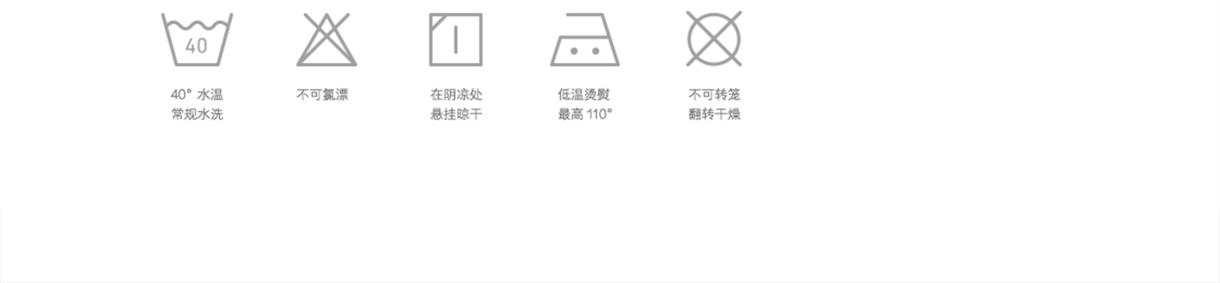 40
40° 水温
常规水洗
不可氯漂
在阴凉处
悬挂晾干
低温烫熨
最高 110°
不可转笼
翻转干燥